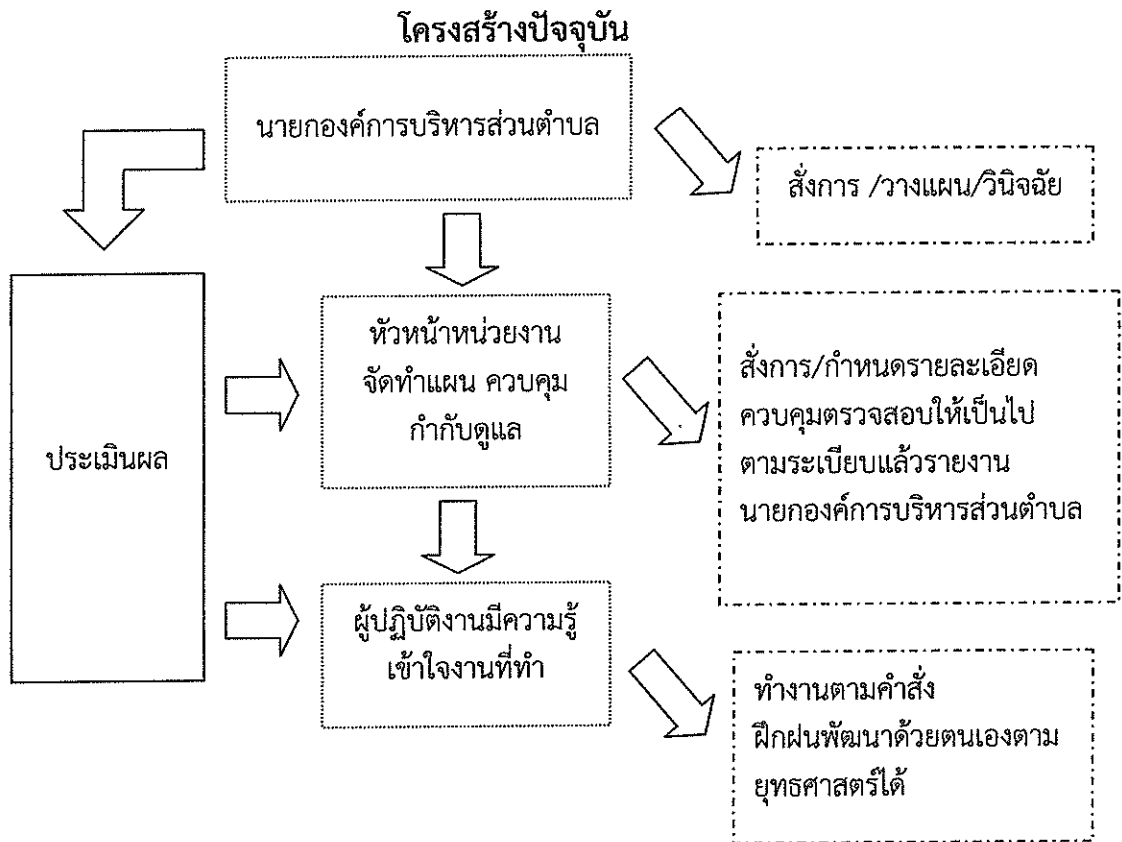 โครงสร้างปัจจุบัน
นายกองค์การบริหารส่วนตำบล
สั่งการ /วางแผน/วินิจฉัย
หัวหน้าหน่วยงาน
จัดทำแผน ควบคุม
กำกับดูแล
สั่งการ/กำหนดรายละเอียด
ควบคุมตรวจสอบให้เป็นไป
ตามระเบียบแล้วรายงาน
นายกองค์การบริหารส่วนตำบล
ประเมินผล
ผู้ปฏิบัติงานมีความรู้
เข้าใจงานที่ทำ
ทำงานตามคำสั่ง
ฝึกฝนพัฒนาด้วยตนเองตาม
ยุทธศาสตร์ได้